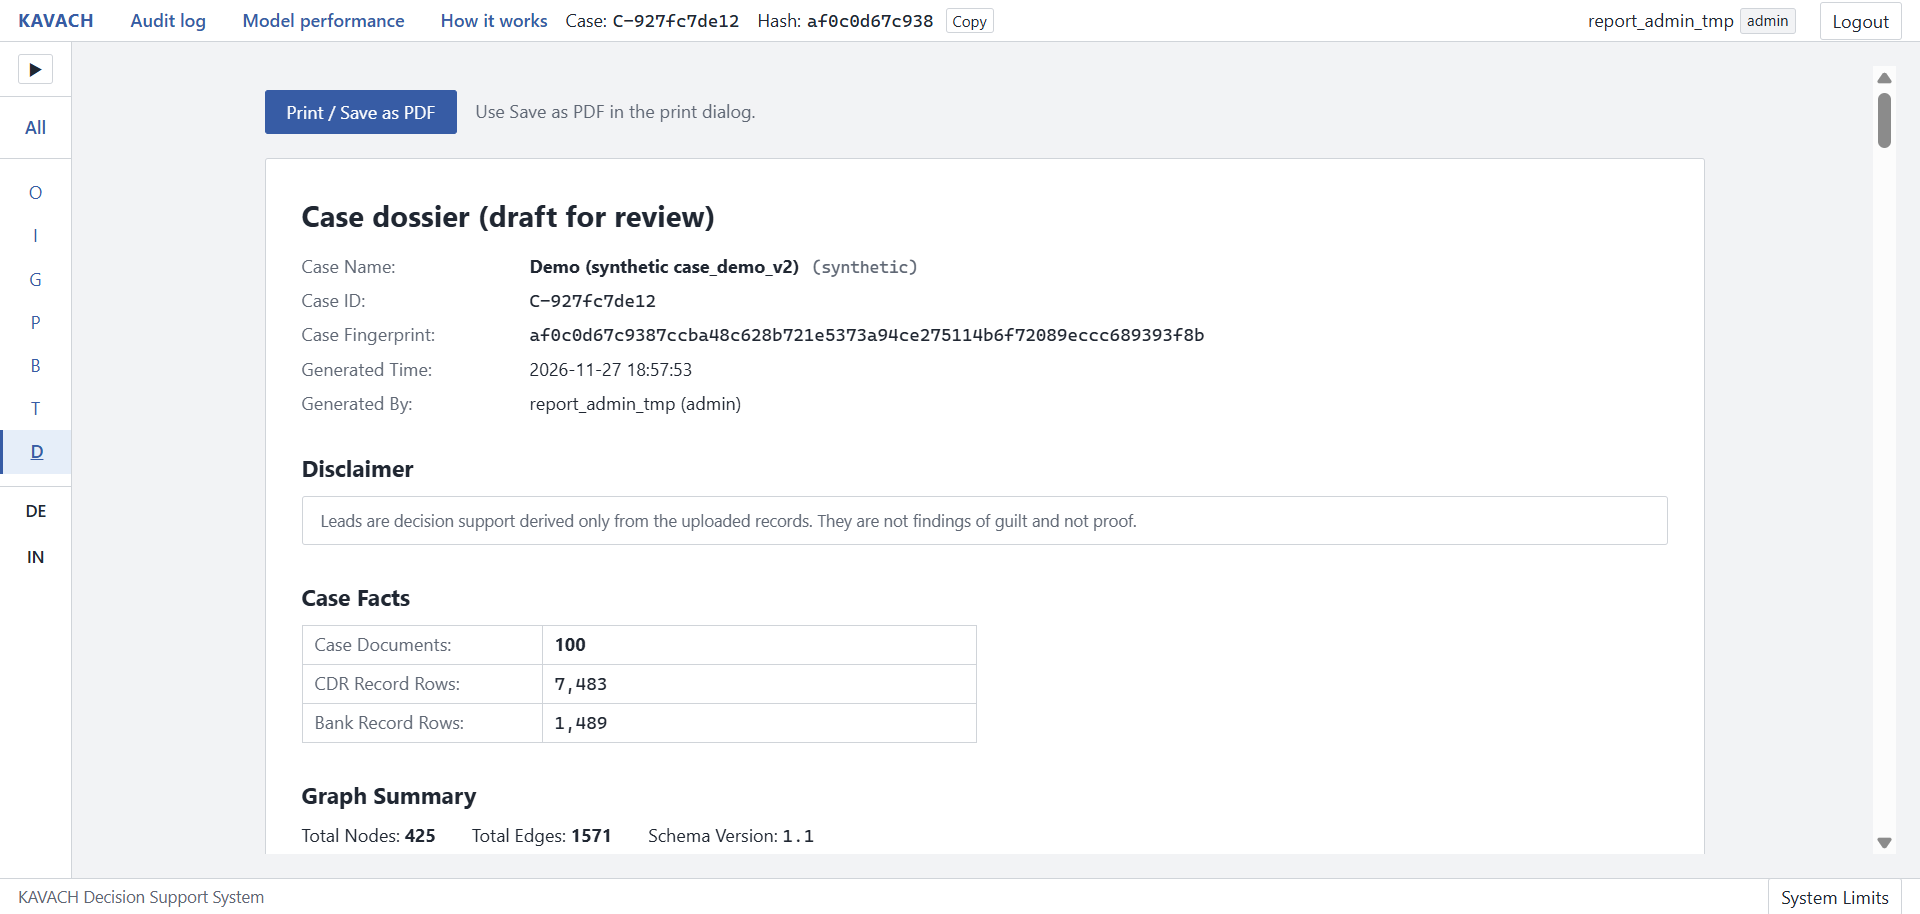 KAVACH Audit log Model performance How it works Case: C-927fc7de12 Hash: af0c0d67c938 Copy report_admin_tmp admin Logout
All
O
I
G
P
B
T
D
DE
IN
Print / Save as PDF Use Save as PDF in the print dialog.
Case dossier (draft for review)
Case Name: Demo (synthetic case_demo_v2) (synthetic)
Case ID: C-927fc7de12
Case Fingerprint: af0c0d67c9387ccba48c628b721e5373a94ce275114b6f72089eccc689393f8b
Generated Time: 2026-11-27 18:57:53
Generated By: report_admin_tmp (admin)
Disclaimer
Leads are decision support derived only from the uploaded records. They are not findings of guilt and not proof.
Case Facts
Case Documents: 100
CDR Record Rows: 7,483
Bank Record Rows: 1,489
Graph Summary
Total Nodes: 425 Total Edges: 1571 Schema Version: 1.1
KAVACH Decision Support System System Limits